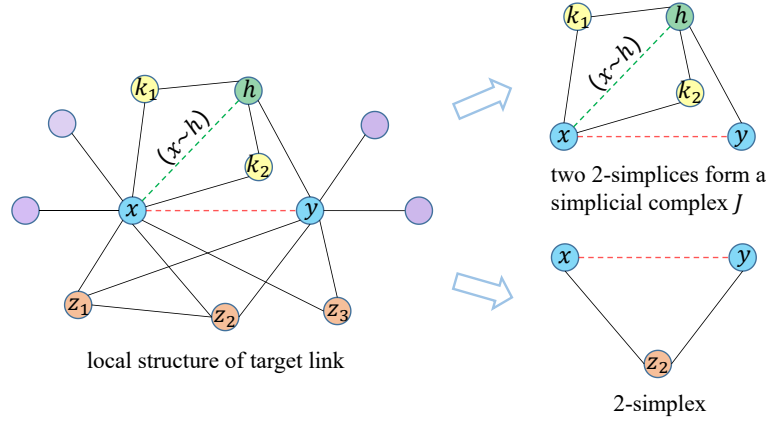 k₁
h
(x~h)
k₂
x
y
z₁
z₂
z₃
local structure of target link
k₁
h
(x~h)
k₂
x
y
two 2-simplices form a
simplicial complex J
x
y
z₂
2-simplex